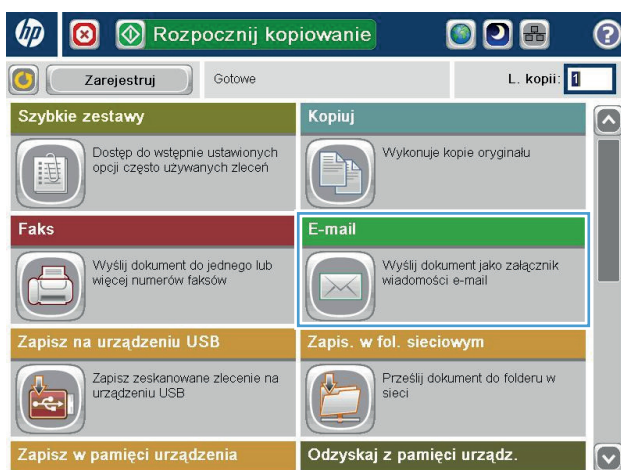 hp
Rozpocznij kopiowanie
?
Zarejestruj
Gotowe
L. kopii: 1
Szybkie zestawy
Kopiuj
Dostęp do wstępnie ustawionych
opcji często używanych zleceń
Wykonuje kopie oryginału
Faks
E-mail
Wyślij dokument do jednego lub
więcej numerów faksów
Wyślij dokument jako załącznik
wiadomości e-mail
Zapisz na urządzeniu USB
Zapis. w fol. sieciowym
Zapisz zeskanowane zlecenie na
urządzeniu USB
Prześlij dokument do folderu w
sieci
Zapisz w pamięci urządzenia
Odzyskaj z pamięci urządz.